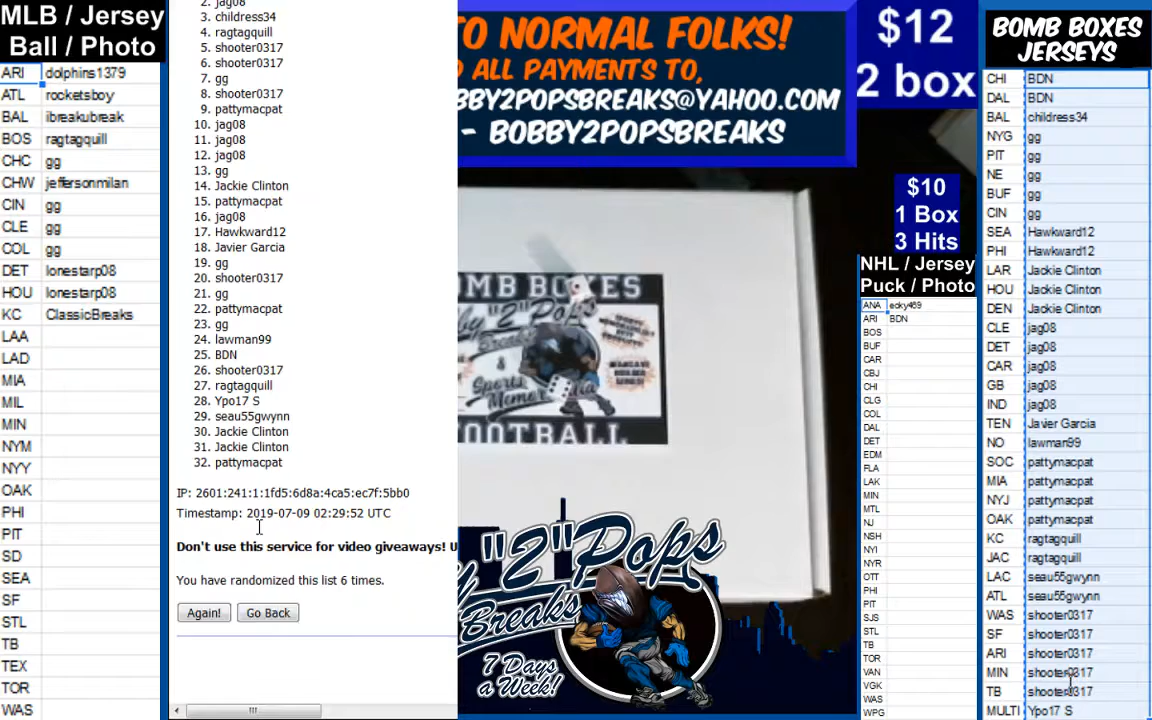 MLB / Jersey
Ball / Photo
ARI dolphins1379
ATL rocketsboy
BAL ibreakubreak
BOS ragtagquill
CHC gg
CHW jeffersonmilan
CIN gg
CLE gg
COL gg
DET lonestarp08
HOU lonestarp08
KC ClassicBreaks
LAA
LAD
MIA
MIL
MIN
NYM
NYY
OAK
PHI
PIT
SD
SEA
SF
STL
TB
TEX
TOR
WAS
2. jag08
3. childress34
4. ragtagquill
5. shooter0317
6. shooter0317
7. gg
8. shooter0317
9. pattymacpat
10. jag08
11. jag08
12. jag08
13. gg
14. Jackie Clinton
15. pattymacpat
16. jag08
17. Hawkward12
18. Javier Garcia
19. gg
20. shooter0317
21. gg
22. pattymacpat
23. gg
24. lawman99
25. BDN
26. shooter0317
27. ragtagquill
28. Ypo17 S
29. seau55gwynn
30. Jackie Clinton
31. Jackie Clinton
32. pattymacpat
IP: 2601:241:1:1fd5:6d8a:4ca5:ec7f:5bb0
Timestamp: 2019-07-09 02:29:52 UTC
Don't use this service for video giveaways!
You have randomized this list 6 times.
Again! Go Back
TO NORMAL FOLKS!
ALL PAYMENTS TO,
BBY2POPSBREAKS@YAHOO.COM
- BOBBY2POPSBREAKS
MB BOXES
"2" Pops
Breaks
&
Sports
FOOTBALL
"2" Pops
Breaks
7 Days
a Week!
$12
2 box
$10
1 Box
3 Hits
NHL / Jersey
Puck / Photo
ANA ecky469
ARI BDN
BOS
BUF
CAR
CBJ
CHI
CLG
COL
DAL
DET
EDM
FLA
LAK
MIN
MTL
NJ
NSH
NYI
NYR
OTT
PHI
PIT
SJS
STL
TB
TOR
VAN
VGK
WAS
WPG
BOMB BOXES
JERSEYS
CHI BDN
DAL BDN
BAL childress34
NYG gg
PIT gg
NE gg
BUF gg
CIN gg
SEA Hawkward12
PHI Hawkward12
LAR Jackie Clinton
HOU Jackie Clinton
DEN Jackie Clinton
CLE jag08
DET jag08
CAR jag08
GB jag08
IND jag08
TEN Javier Garcia
NO lawman99
SOC pattymacpat
MIA pattymacpat
NYJ pattymacpat
OAK pattymacpat
KC ragtagquill
JAC ragtagquill
LAC seau55gwynn
ATL seau55gwynn
WAS shooter0317
SF shooter0317
ARI shooter0317
MIN shooter0317
TB shooter0317
MULTI Ypo17 S